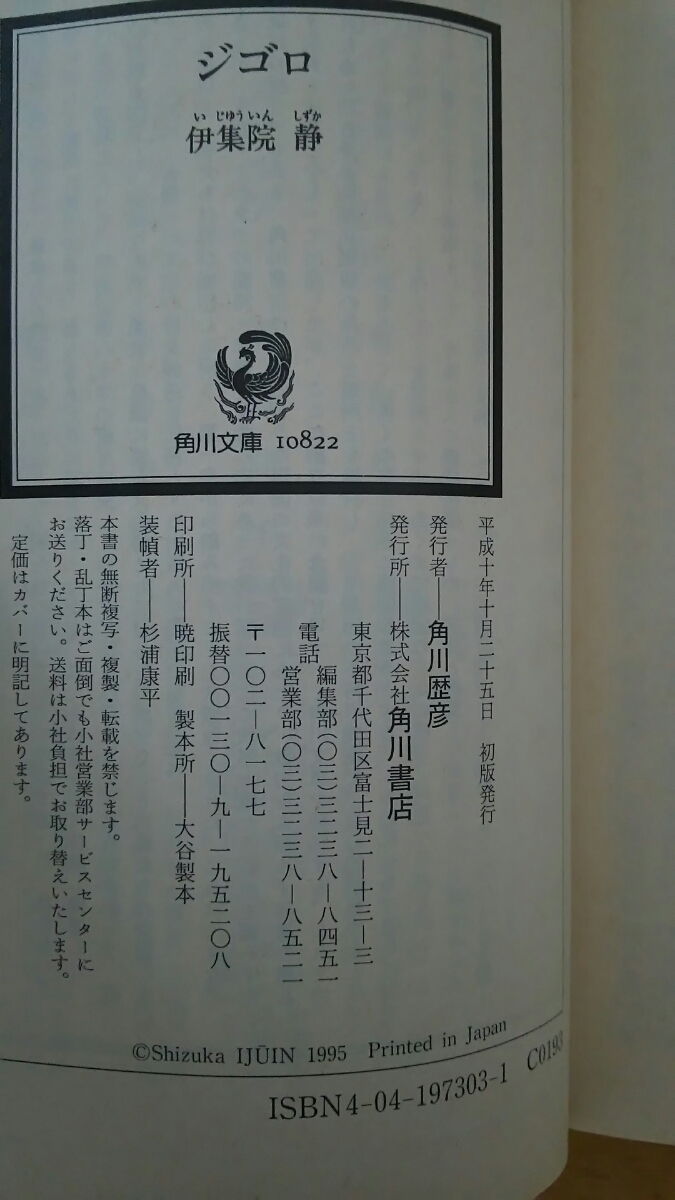 ジゴロ
いじゅういん しずか
伊集院 静
角川文庫 10822
平成十年十月二十五日 初版発行
発行者——角川歴彦
発行所——株式会社角川書店
東京都千代田区富士見二—十三—三
電話 編集部(〇三)三二三八—八四五一
営業部(〇三)三二三八—八五二一
〒一〇二—八一七七
振替〇〇一三〇—九—一九五二〇八
印刷所——暁印刷 製本所——大谷製本
装幀者——杉浦康平
本書の無断複写・複製・転載を禁じます。
落丁・乱丁本はご面倒でも小社営業部サービスセンターに
お送りください。送料は小社負担でお取り替えいたします。
定価はカバーに明記してあります。
©Shizuka IJŪIN 1995 Printed in Japan
ISBN4-04-197303-1 C0193